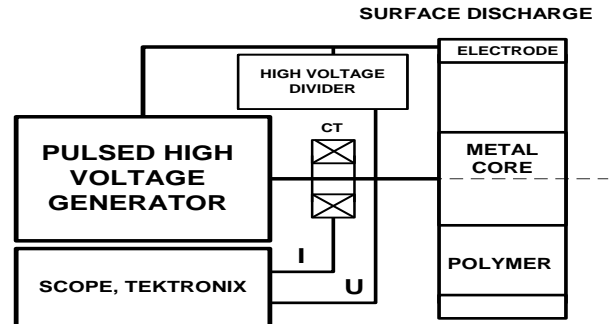 SURFACE DISCHARGE
ELECTRODE
HIGH VOLTAGE
DIVIDER
CT
PULSED HIGH
VOLTAGE
GENERATOR
METAL
CORE
I
U
SCOPE, TEKTRONIX
POLYMER